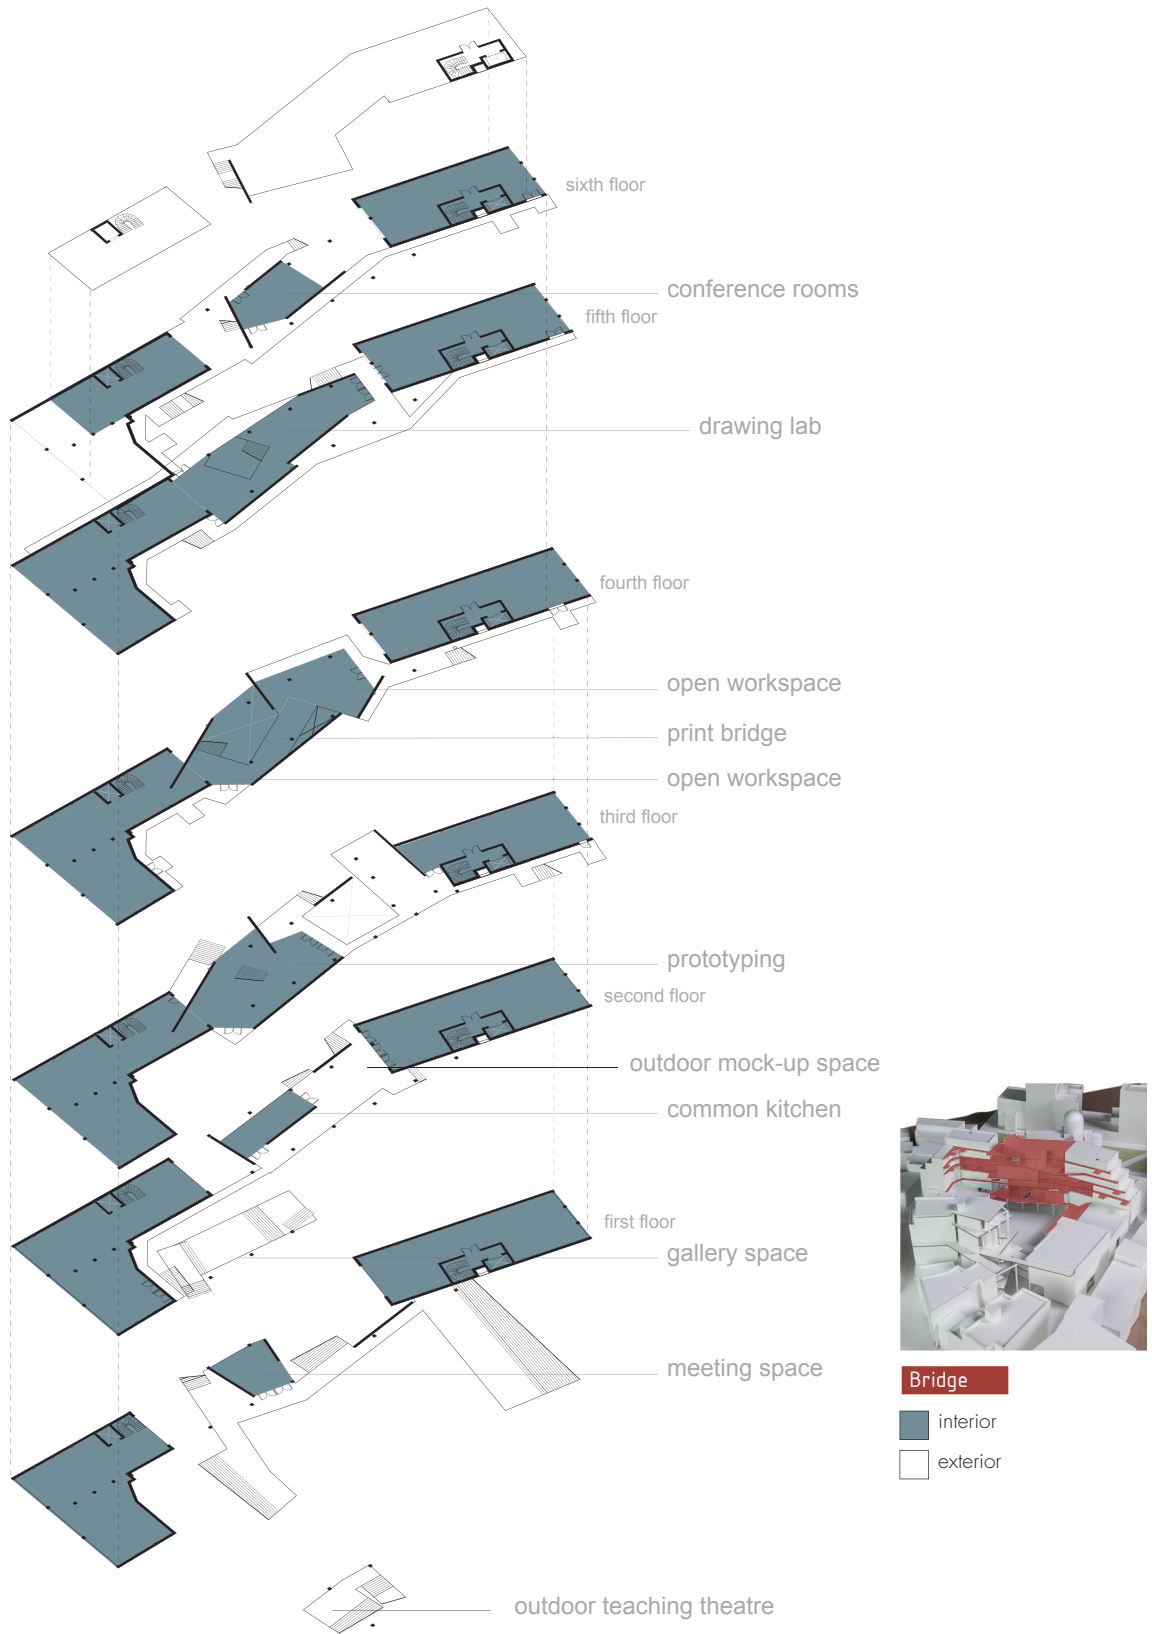 sixth floor
conference rooms
fifth floor
drawing lab
fourth floor
open workspace
print bridge
open workspace
third floor
prototyping
second floor
outdoor mock-up space
common kitchen
first floor
gallery space
meeting space
Bridge
interior
exterior
outdoor teaching theatre